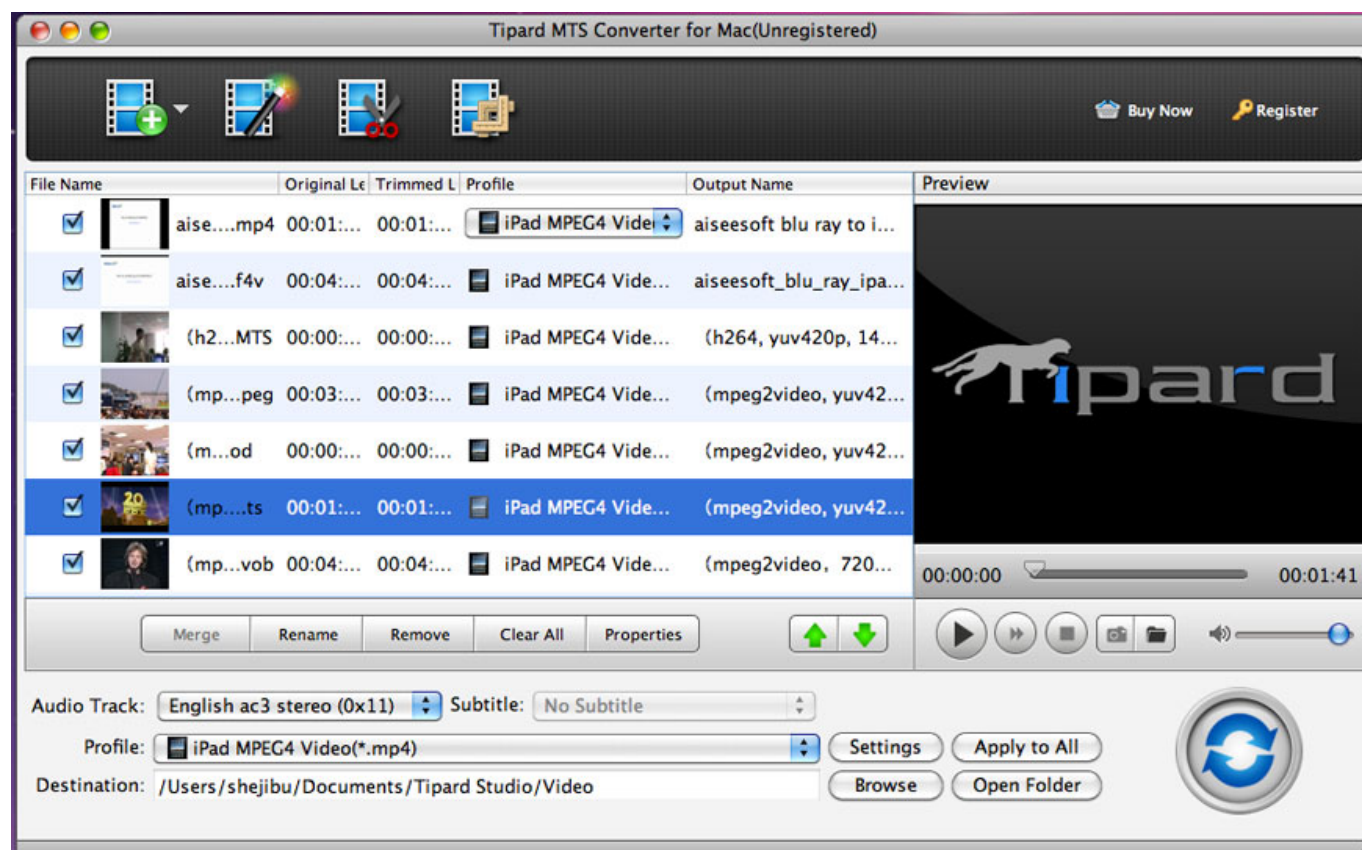 Tipard MTS Converter for Mac(Unregistered)
Buy Now Register
File Name Original Le Trimmed L Profile Output Name Preview
aise....mp4 00:01:... 00:01:... iPad MPEG4 Vide aiseesoft blu ray to i...
aise....f4v 00:04:... 00:04:... iPad MPEG4 Vide... aiseesoft_blu_ray_ipa...
(h2...MTS 00:00:... 00:00:... iPad MPEG4 Vide... (h264, yuv420p, 14...
Tipard
(mp...peg 00:03:... 00:03:... iPad MPEG4 Vide... (mpeg2video, yuv42...
(m...od 00:00:... 00:00:... iPad MPEG4 Vide... (mpeg2video, yuv42...
20
(mp....ts 00:01:... 00:01:... iPad MPEG4 Vide... (mpeg2video, yuv42...
(mp...vob 00:04:... 00:04:... iPad MPEG4 Vide... (mpeg2video, 720...
00:00:00 00:01:41
Merge Rename Remove Clear All Properties
Audio Track: English ac3 stereo (0x11) Subtitle: No Subtitle
Profile: iPad MPEG4 Video(*.mp4) Settings Apply to All
Destination: /Users/shejibu/Documents/Tipard Studio/Video Browse Open Folder